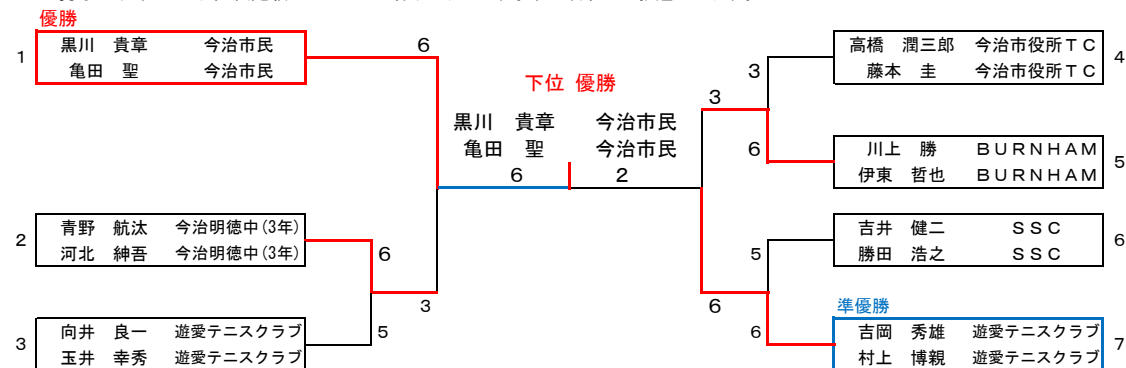 優勝
1 黒川 貴章 今治市民
亀田 聖 今治市民
6
下位 優勝
黒川 貴章 今治市民
亀田 聖 今治市民
6 2
2 青野 航汰 今治明徳中(3年)
河北 紳吾 今治明徳中(3年)
6
3
5
3 向井 良一 遊愛テニスクラブ
玉井 幸秀 遊愛テニスクラブ
高橋 潤三郎 今治市役所TC 4
藤本 圭 今治市役所TC
3
3
6
川上 勝 BURNHAM 5
伊東 哲也 BURNHAM
吉井 健二 SSC 6
勝田 浩之 SSC
5
6
6
準優勝
吉岡 秀雄 遊愛テニスクラブ 7
村上 博親 遊愛テニスクラブ